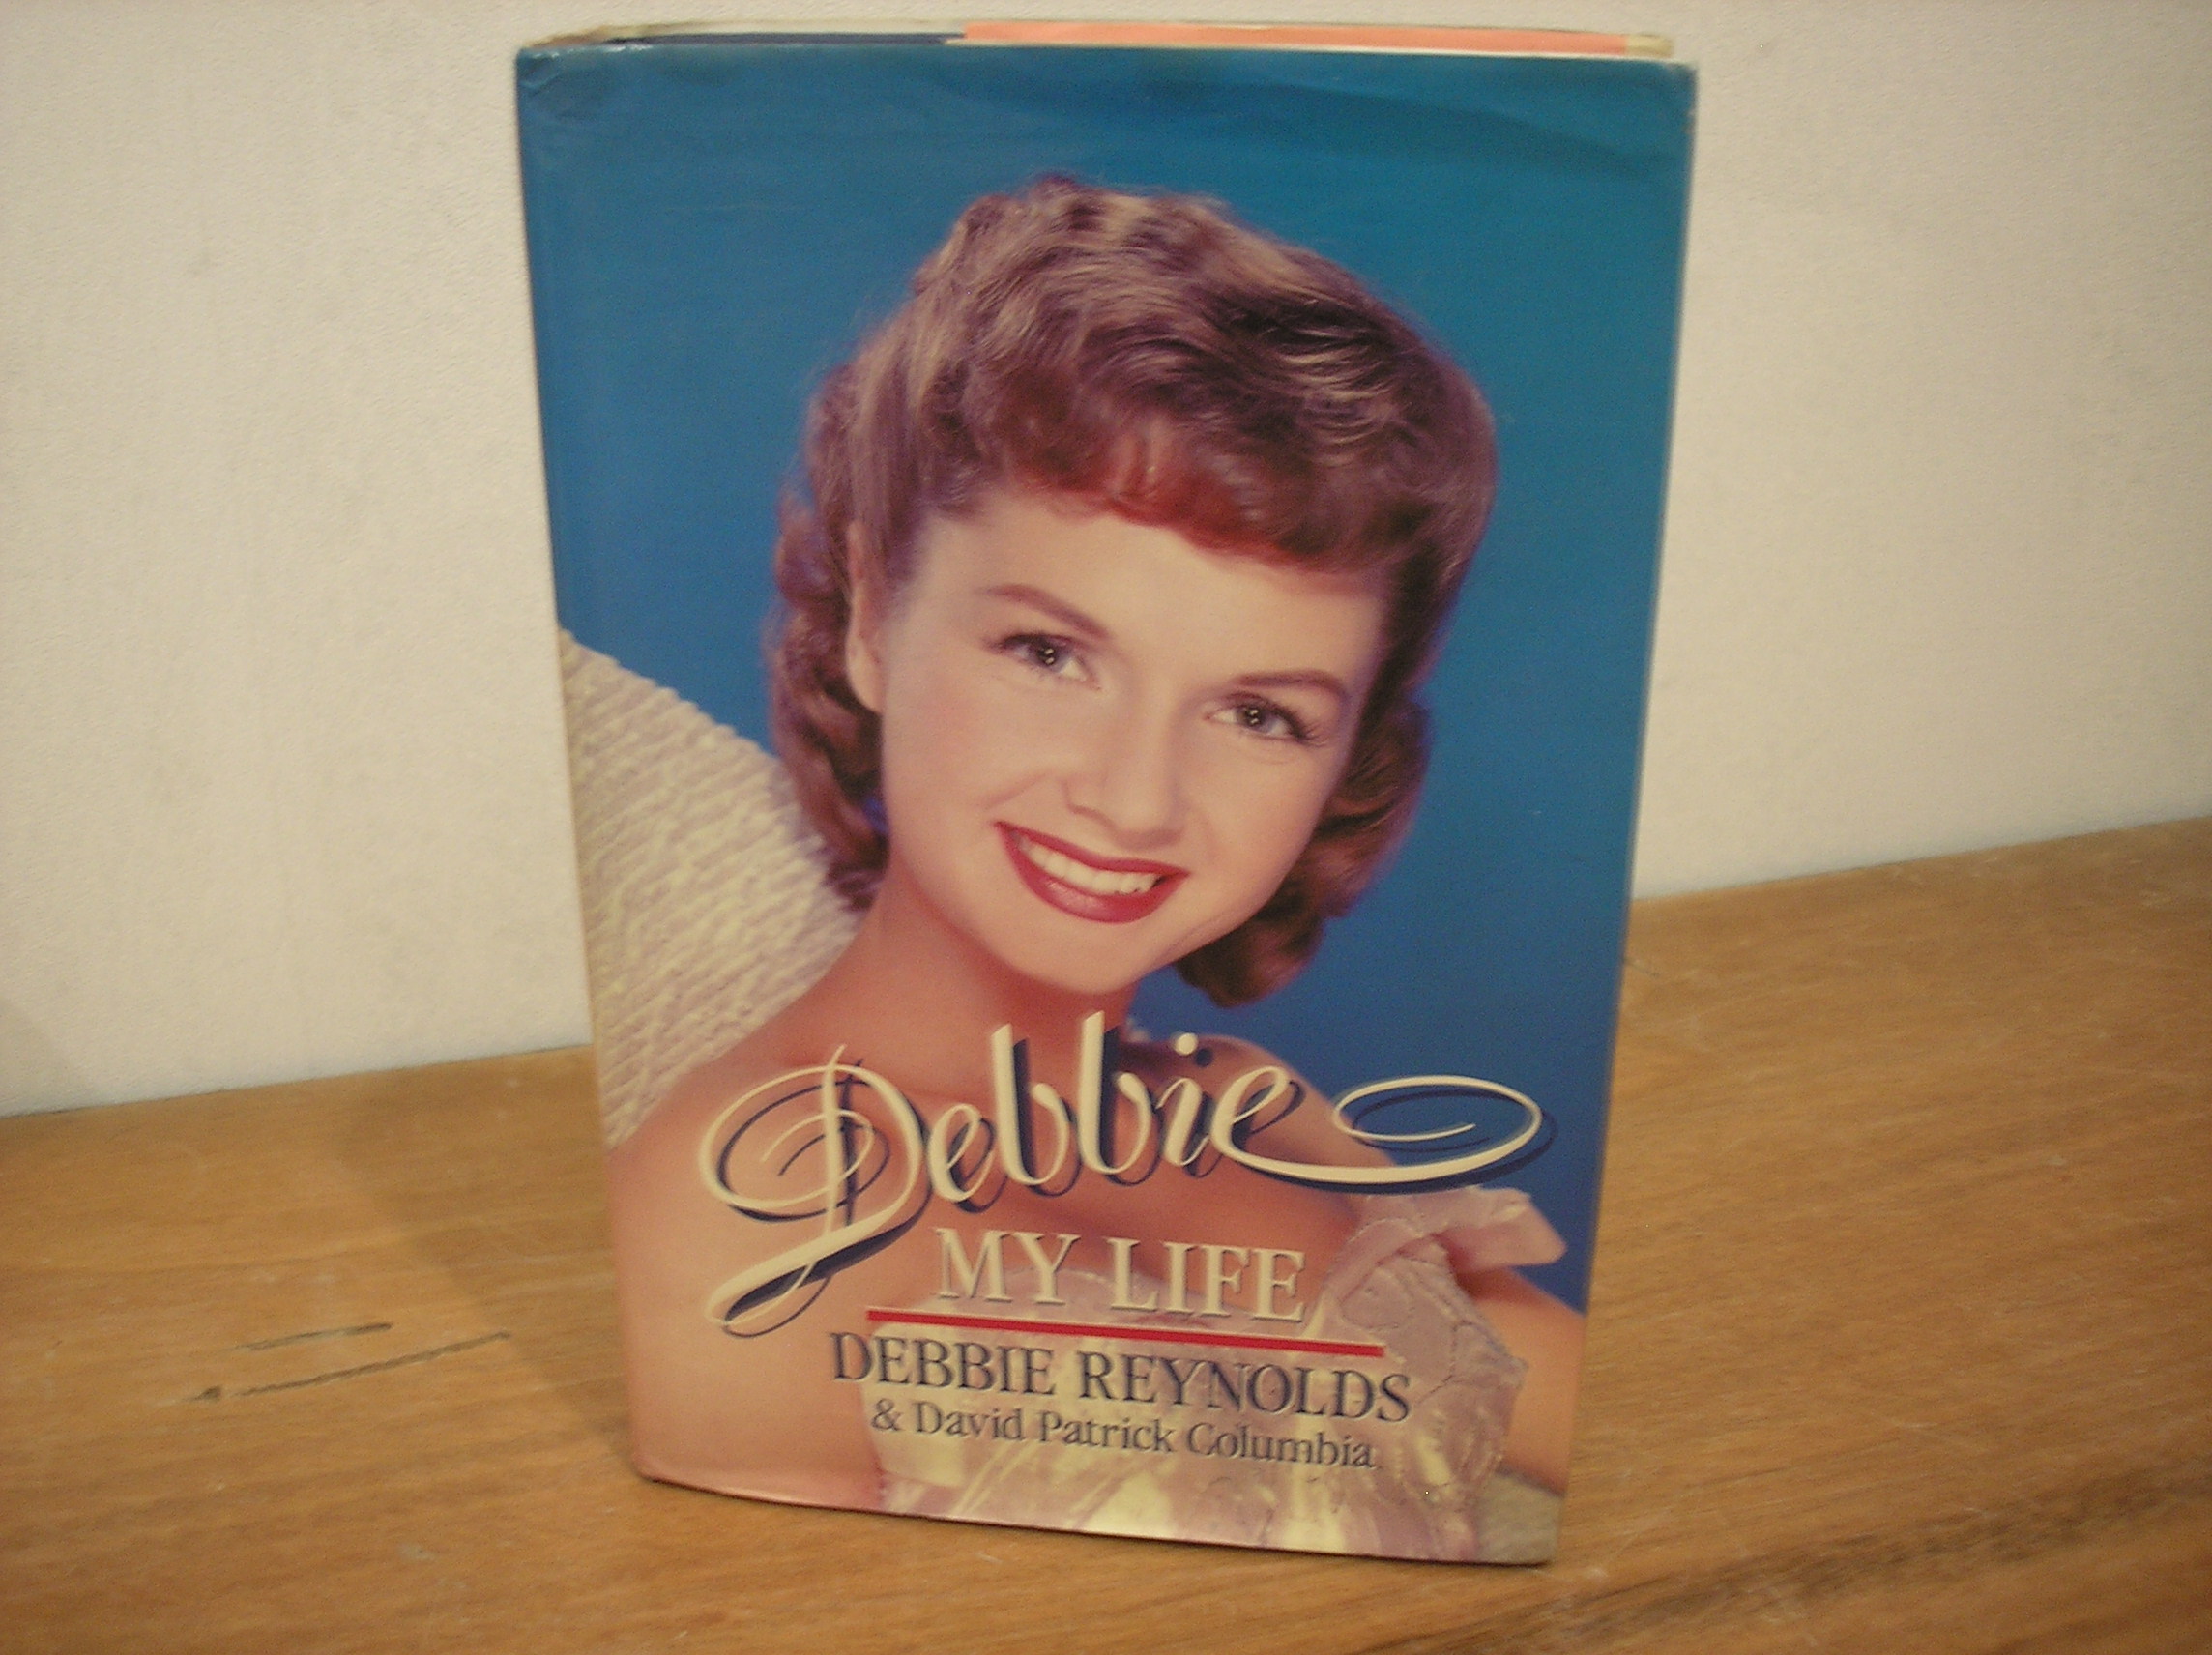 Debbie
MY LIFE
DEBBIE REYNOLDS
& David Patrick Columbia